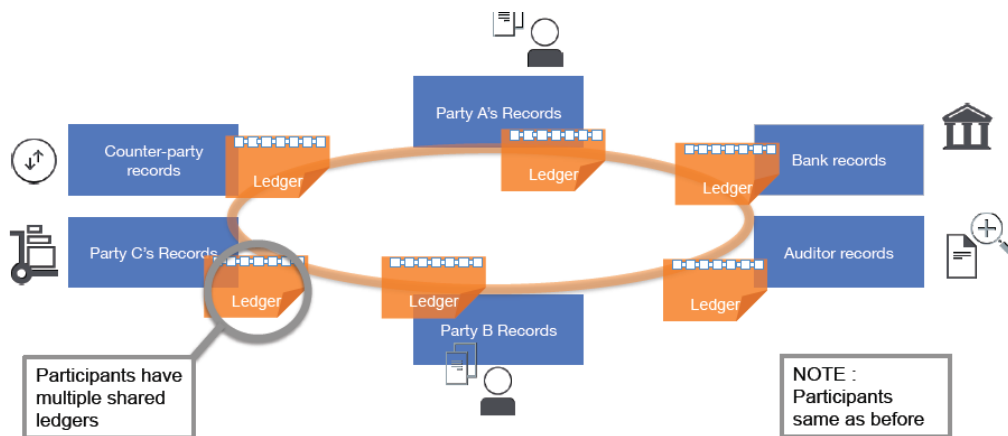 Party A's Records
Ledger
Counter-party
records
Ledger
Bank records
Ledger
Party C's Records
Ledger
Party B Records
Ledger
Auditor records
Ledger
Participants have
multiple shared
ledgers
NOTE :
Participants
same as before